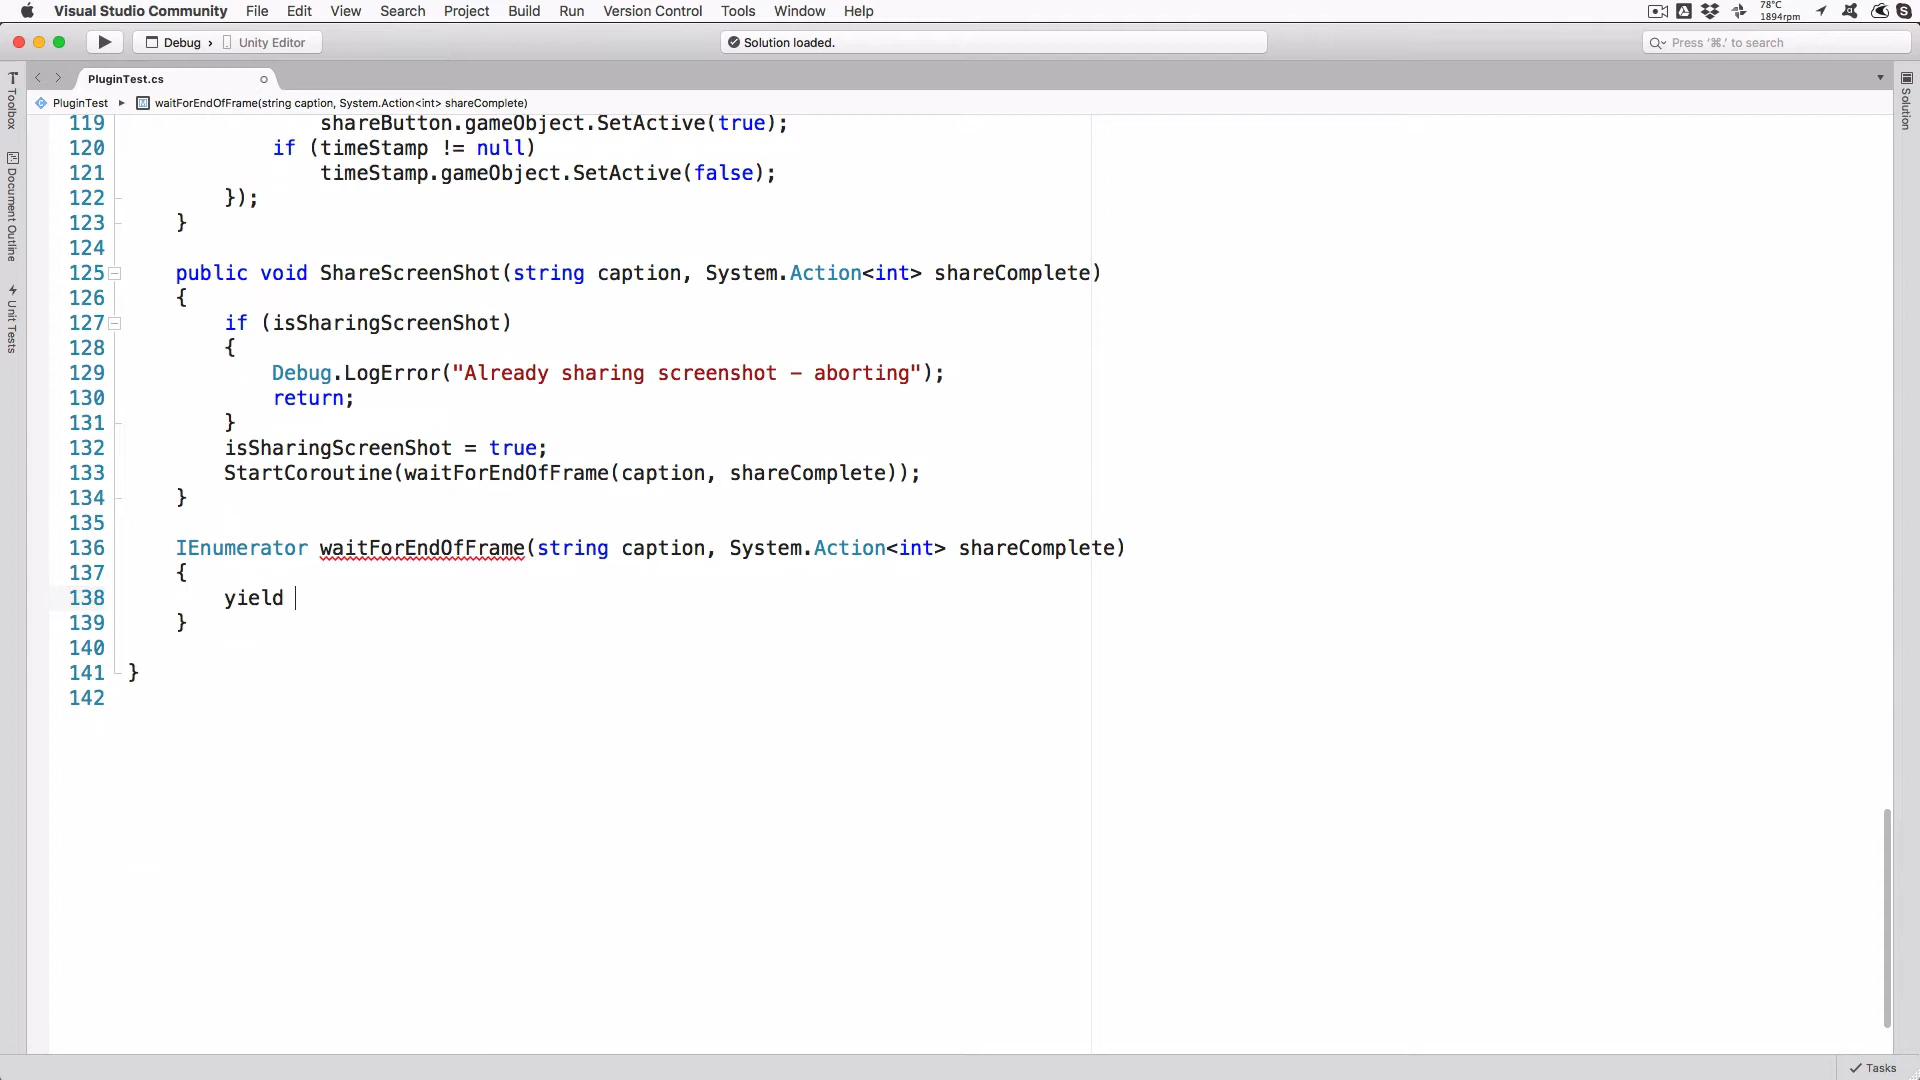 Visual Studio Community File Edit View Search Project Build Run Version Control Tools Window Help
78°C
1894rpm
Debug › Unity Editor
Solution loaded.
Press '⌘.' to search
PluginTest.cs
PluginTest ▸ waitForEndOfFrame(string caption, System.Action<int> shareComplete)
Toolbox
Document Outline
Unit Tests
Solution
119 shareButton.gameObject.SetActive(true);
120 if (timeStamp != null)
121 timeStamp.gameObject.SetActive(false);
122 });
123 }
124
125 public void ShareScreenShot(string caption, System.Action<int> shareComplete)
126 {
127 if (isSharingScreenShot)
128 {
129 Debug.LogError("Already sharing screenshot – aborting");
130 return;
131 }
132 isSharingScreenShot = true;
133 StartCoroutine(waitForEndOfFrame(caption, shareComplete));
134 }
135
136 IEnumerator waitForEndOfFrame(string caption, System.Action<int> shareComplete)
137 {
138 yield
139 }
140
141 }
142
Tasks